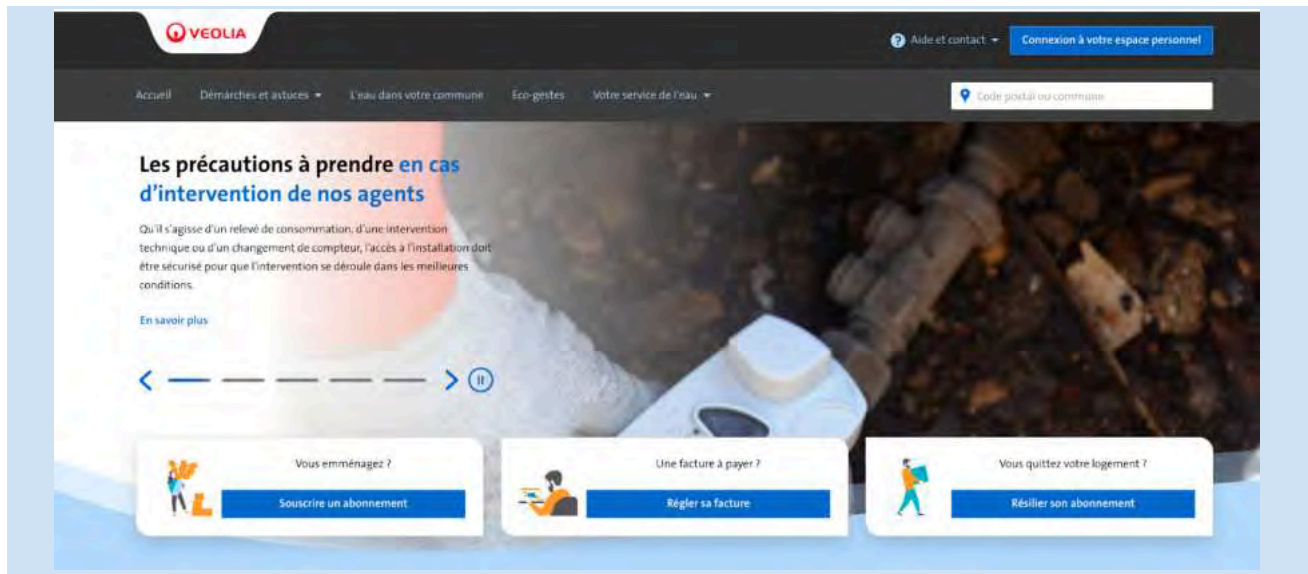 VEOLIA
Aide et contact
Connexion à votre espace personnel
Accueil
Démarches et astuces
L'eau dans votre commune
Eco-gestes
Votre service de l'eau
Code postal ou commune
Les précautions à prendre en cas
d'intervention de nos agents
Qu'il s'agisse d'un relevé de consommation, d'une intervention
technique ou d'un changement de compteur, l'accès à l'installation doit
être sécurisé pour que l'intervention se déroule dans les meilleures
conditions.
En savoir plus
Vous emménagez ?
Souscrire un abonnement
Une facture à payer ?
Régler sa facture
Vous quittez votre logement ?
Résilier son abonnement